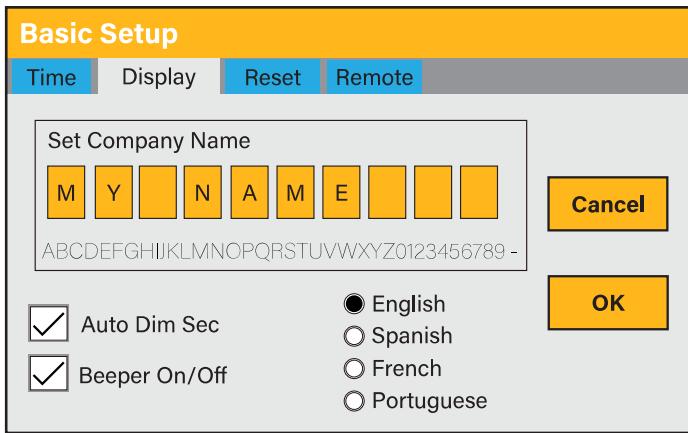 Basic Setup
Time Display Reset Remote
Set Company Name
M Y N A M E
ABCDEFGHIJKLMNOPQRSTUVWXYZ0123456789 -
Cancel
OK
Auto Dim Sec
Beeper On/Off
English
Spanish
French
Portuguese